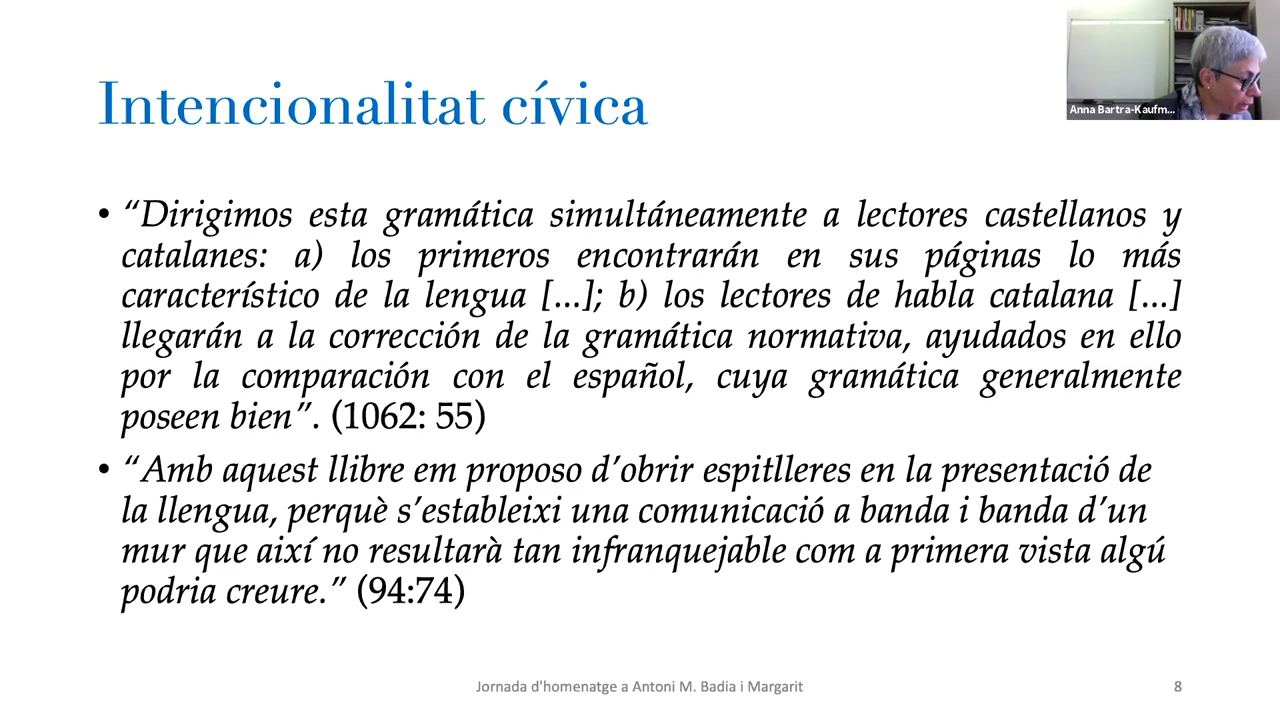 Intencionalitat cívica
Anna Bartra-Kaufm...
• “Dirigimos esta gramática simultáneamente a lectores castellanos y
catalanes: a) los primeros encontrarán en sus páginas lo más
característico de la lengua [...]; b) los lectores de habla catalana [...]
llegarán a la corrección de la gramática normativa, ayudados en ello
por la comparación con el español, cuya gramática generalmente
poseen bien”. (1062: 55)
• “Amb aquest llibre em proposo d’obrir espitlleres en la presentació de
la llengua, perquè s’estableixi una comunicació a banda i banda d’un
mur que així no resultarà tan infranquejable com a primera vista algú
podria creure.” (94:74)
Jornada d'homenatge a Antoni M. Badia i Margarit
8